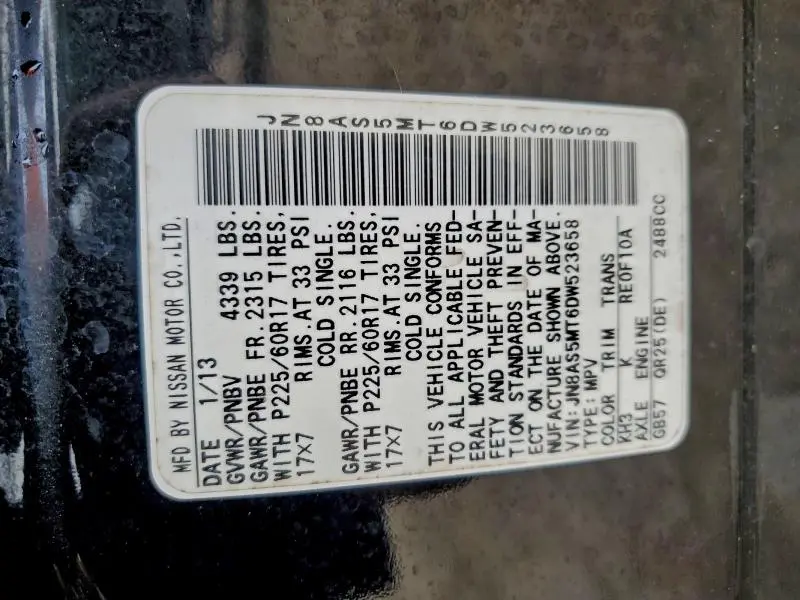 MFD BY NISSAN MOTOR CO.,LTD.
DATE 1/13
GVWR/PNBV 4339 LBS.
GAWR/PNBE FR. 2315 LBS.
WITH P225/60R17 TIRES,
17X7 RIMS.AT 33 PSI
COLD SINGLE.
GAWR/PNBE RR. 2116 LBS.
WITH P225/60R17 TIRES,
17X7 RIMS.AT 33 PSI
COLD SINGLE.
THIS VEHICLE CONFORMS
TO ALL APPLICABLE FED-
ERAL MOTOR VEHICLE SA-
FETY AND THEFT PREVEN-
TION STANDARDS IN EFF-
ECT ON THE DATE OF MA-
NUFACTURE SHOWN ABOVE.
VIN:JN8AS5MT6DW523658
TYPE:MPV
COLOR TRIM TRANS
KH3 K RE0F10A
AXLE ENGINE
GB57 QR25(DE) 2488CC
JN8AS5MT6DW523658